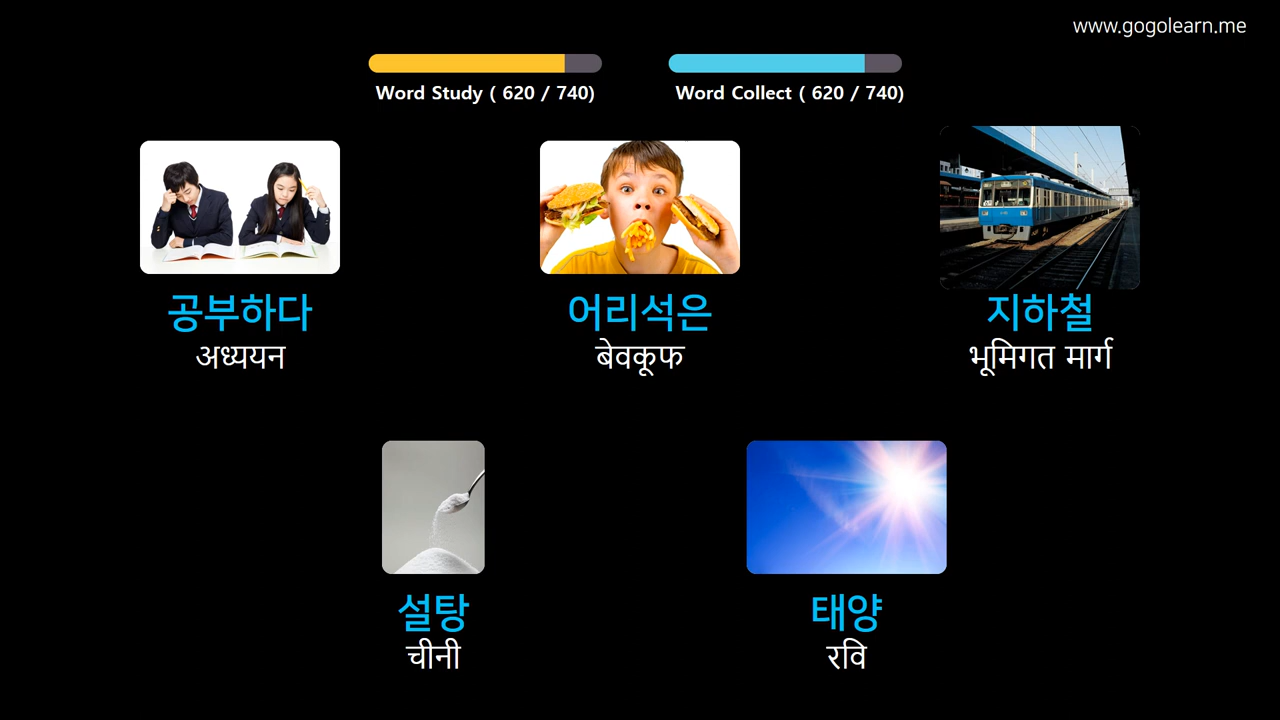 www.gogolearn.me
Word Study ( 620 / 740)
Word Collect ( 620 / 740)
공부하다
अध्ययन
어리석은
बेवकूफ
지하철
भूमिगत मार्ग
설탕
चीनी
태양
रवि